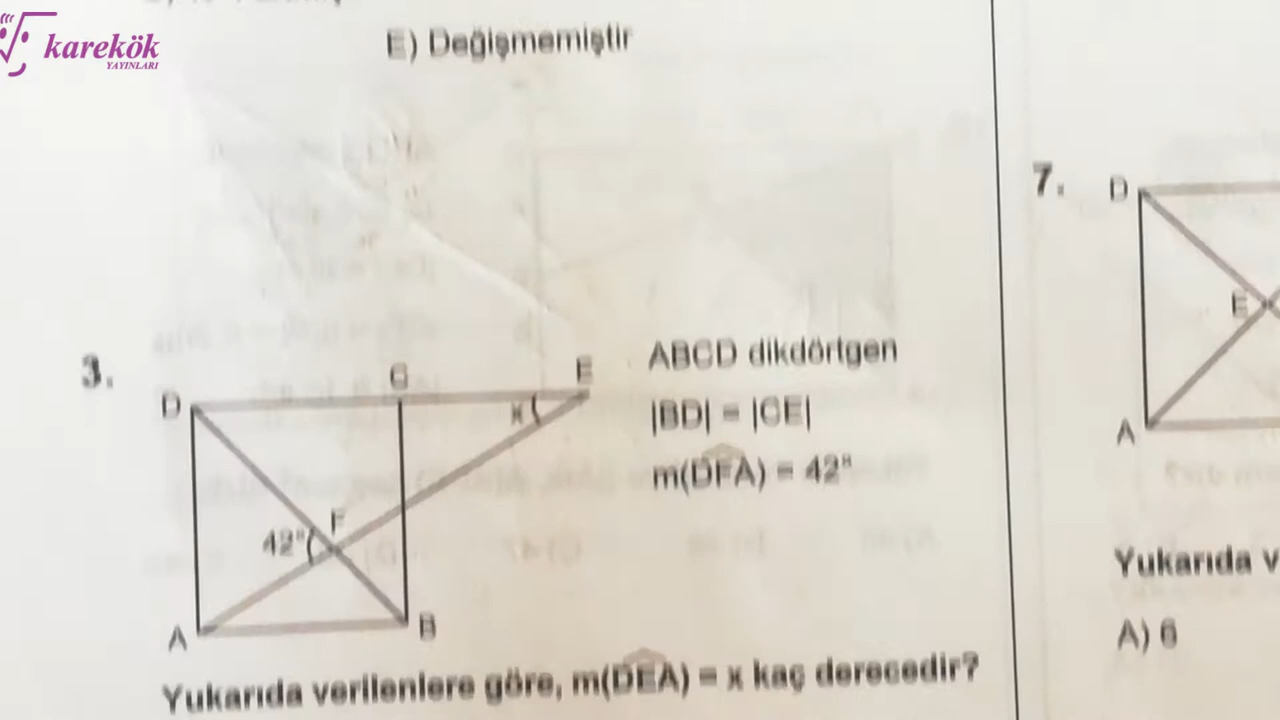 karekök
YAYINLARI
E) Değişmemiştir
3.
D
C
E
x
F
42°
A
B
ABCD dikdörtgen
|BD| = |CE|
m(DFA) = 42°
Yukarıda verilenlere göre, m(DEA) = x kaç derecedir?
7.
D
E
A
Yukarıda v
A) 6